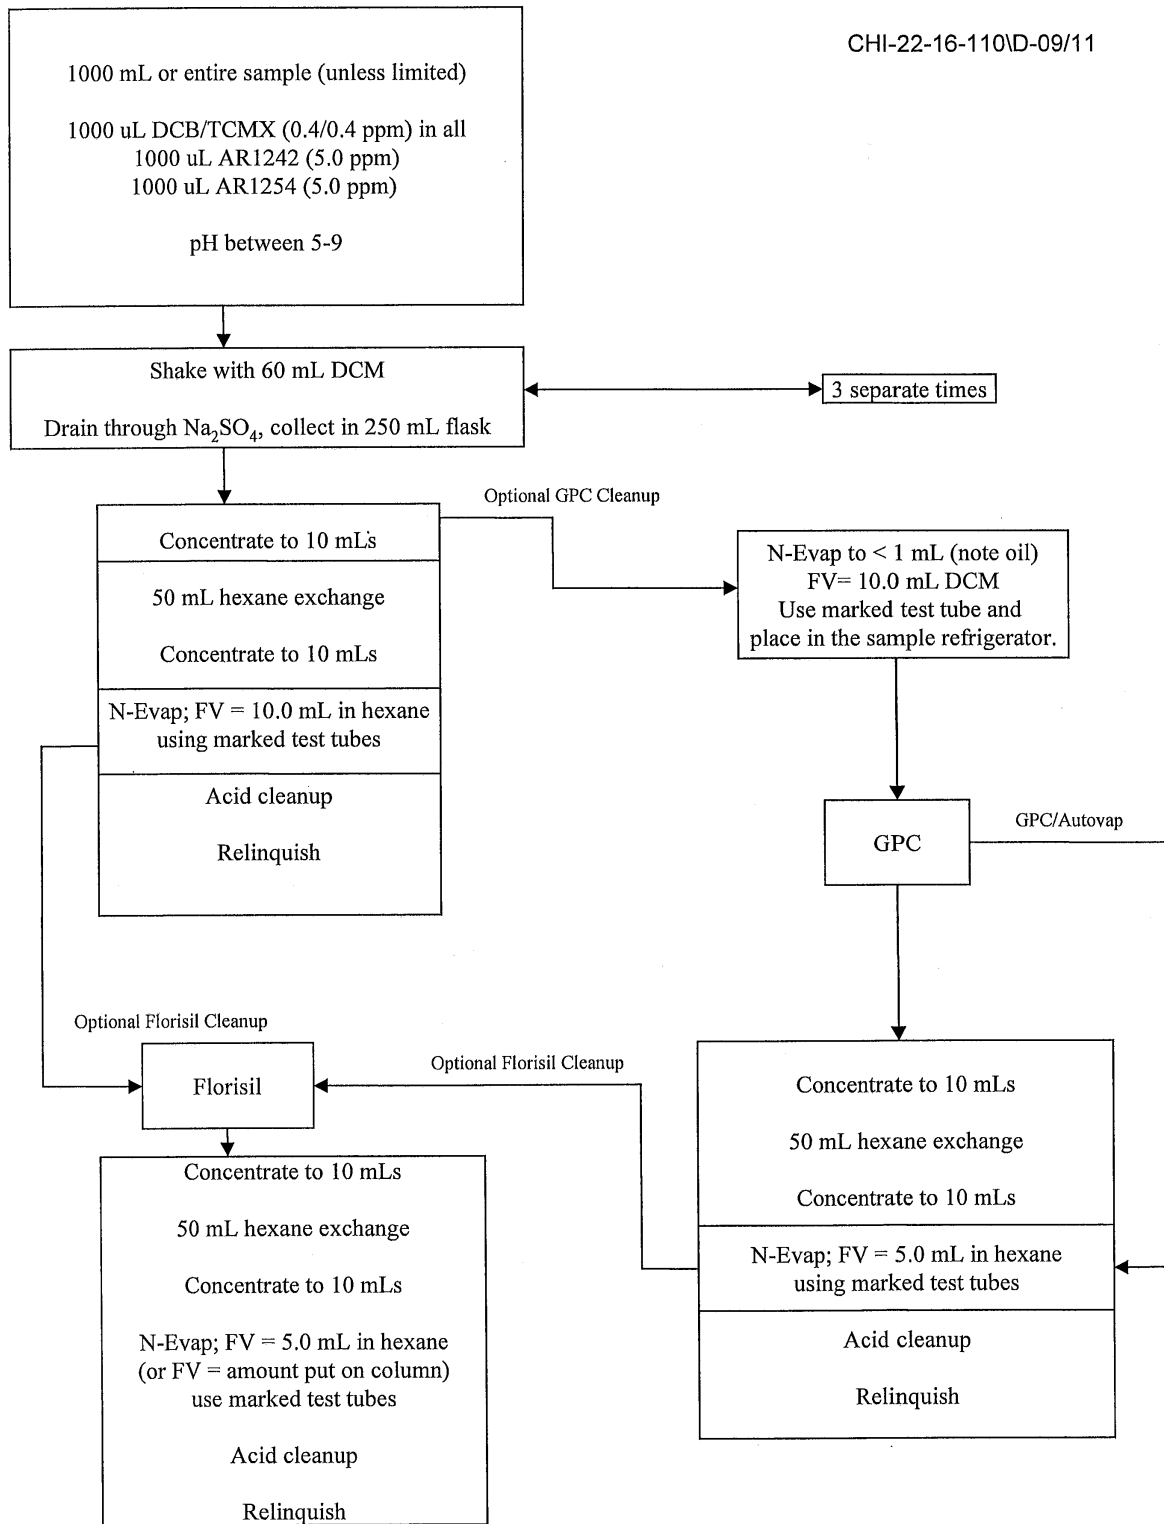 CHI-22-16-110\D-09/11
1000 mL or entire sample (unless limited)
1000 uL DCB/TCMX (0.4/0.4 ppm) in all
1000 uL AR1242 (5.0 ppm)
1000 uL AR1254 (5.0 ppm)
pH between 5-9
Shake with 60 mL DCM
Drain through Na₂SO₄, collect in 250 mL flask
3 separate times
Optional GPC Cleanup
Concentrate to 10 mLs
50 mL hexane exchange
Concentrate to 10 mLs
N-Evap; FV = 10.0 mL in hexane
using marked test tubes
Acid cleanup
Relinquish
N-Evap to < 1 mL (note oil)
FV= 10.0 mL DCM
Use marked test tube and
place in the sample refrigerator.
GPC
GPC/Autovap
Optional Florisil Cleanup
Florisil
Optional Florisil Cleanup
Concentrate to 10 mLs
50 mL hexane exchange
Concentrate to 10 mLs
N-Evap; FV = 5.0 mL in hexane
using marked test tubes
Acid cleanup
Relinquish
Concentrate to 10 mLs
50 mL hexane exchange
Concentrate to 10 mLs
N-Evap; FV = 5.0 mL in hexane
(or FV = amount put on column)
use marked test tubes
Acid cleanup
Relinquish